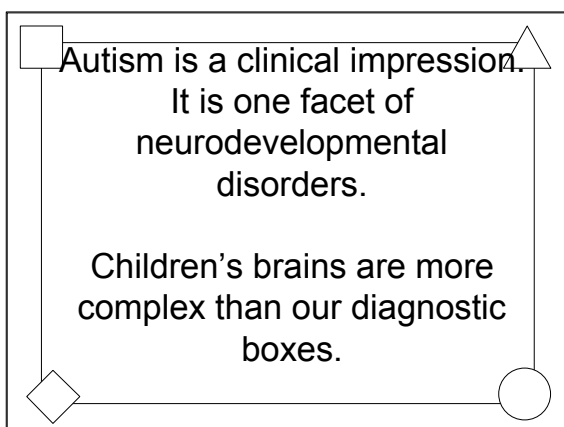 Autism is a clinical impression.
It is one facet of
neurodevelopmental
disorders.
Children’s brains are more
complex than our diagnostic
boxes.